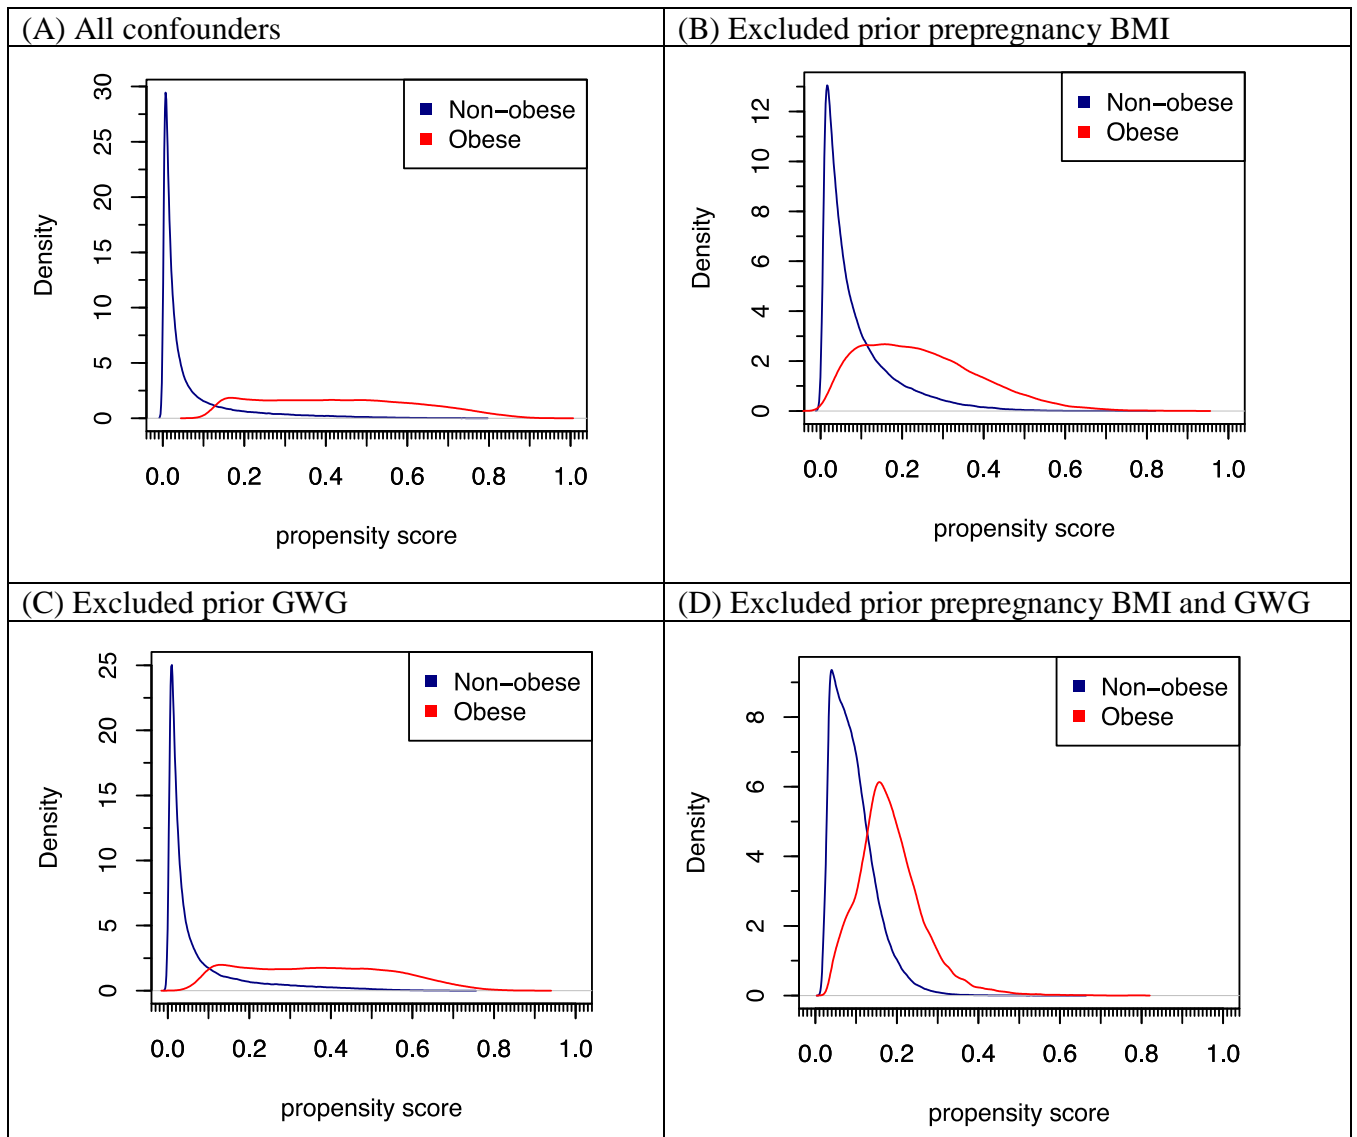 (A) All confounders
30
25
20
15
10
5
0
Density
Non-obese
Obese
0.0 0.2 0.4 0.6 0.8 1.0
propensity score
(B) Excluded prior prepregnancy BMI
12
10
8
6
4
2
0
Density
Non-obese
Obese
0.0 0.2 0.4 0.6 0.8 1.0
propensity score
(C) Excluded prior GWG
25
20
15
10
5
0
Density
Non-obese
Obese
0.0 0.2 0.4 0.6 0.8 1.0
propensity score
(D) Excluded prior prepregnancy BMI and GWG
8
6
4
2
0
Density
Non-obese
Obese
0.0 0.2 0.4 0.6 0.8 1.0
propensity score